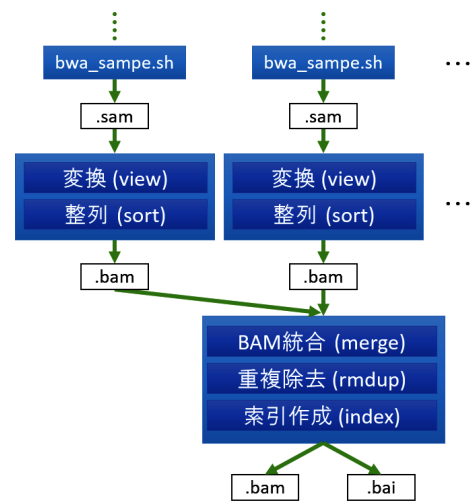 bwa_sampe.sh
bwa_sampe.sh
...
.sam
.sam
変換 (view)
変換 (view)
整列 (sort)
整列 (sort)
...
.bam
.bam
BAM統合 (merge)
重複除去 (rmdup)
索引作成 (index)
.bam
.bai